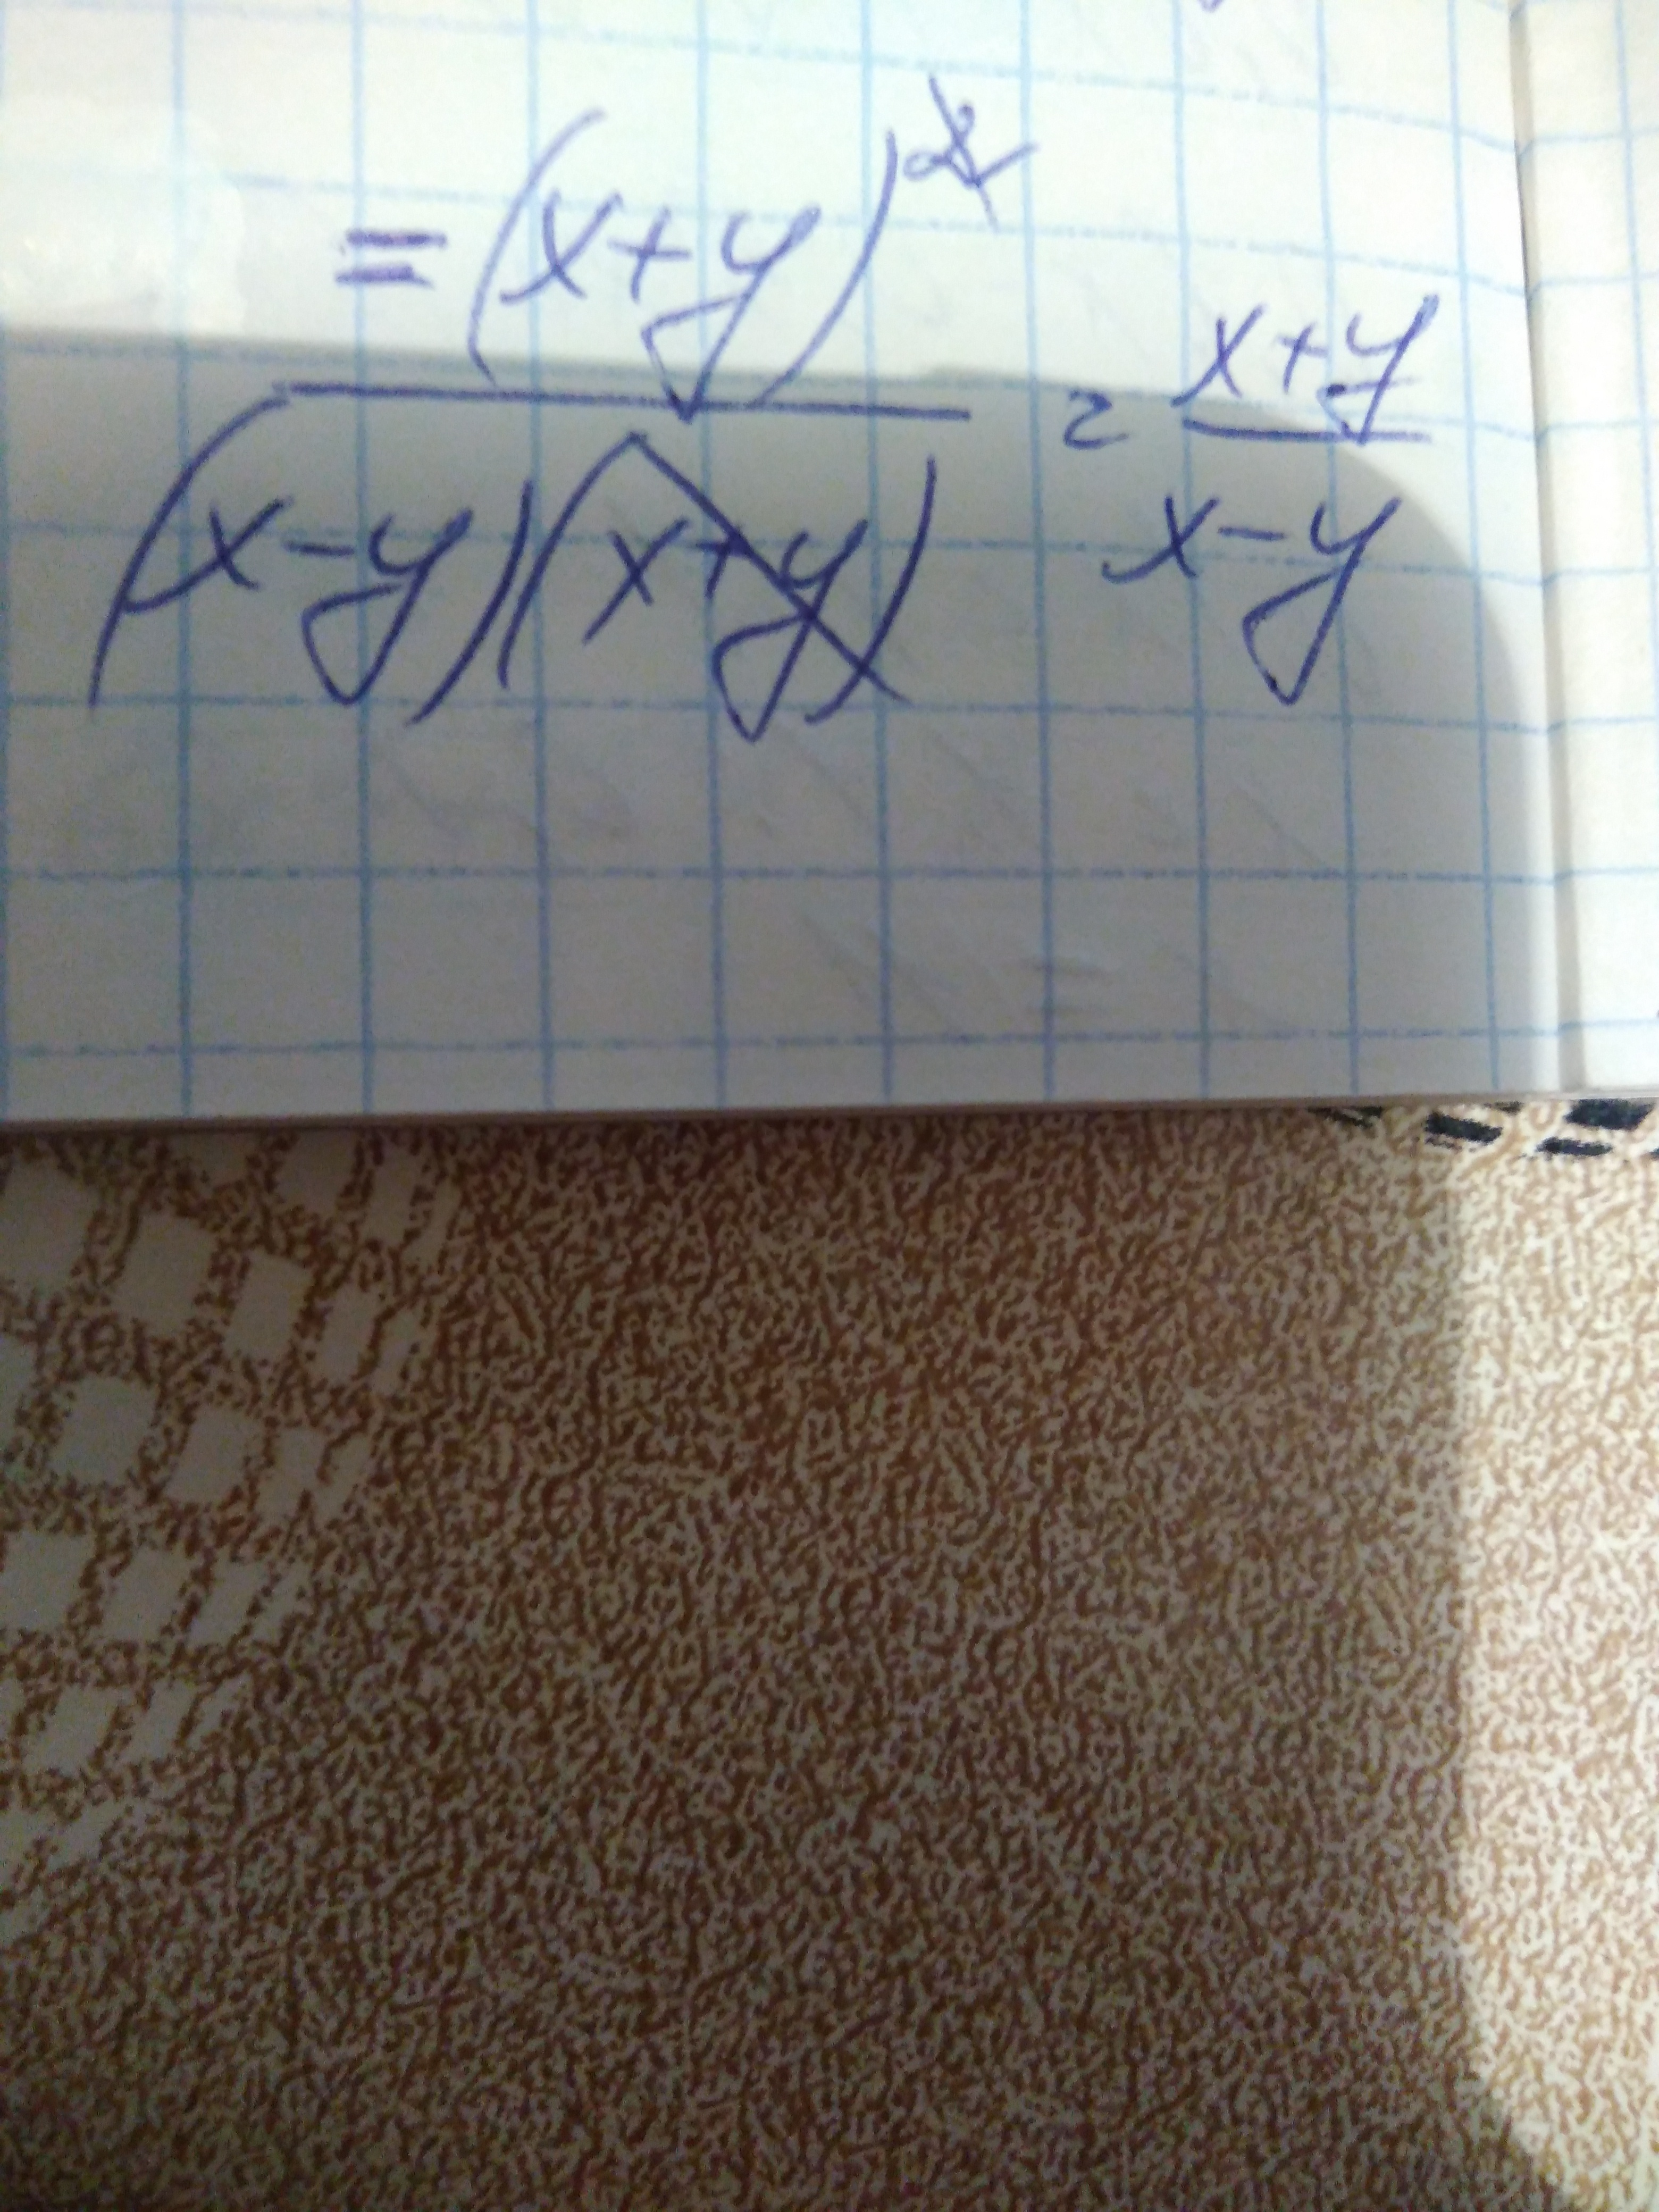 = (x+y)² / (x-y)(x+y) = x+y / x-y